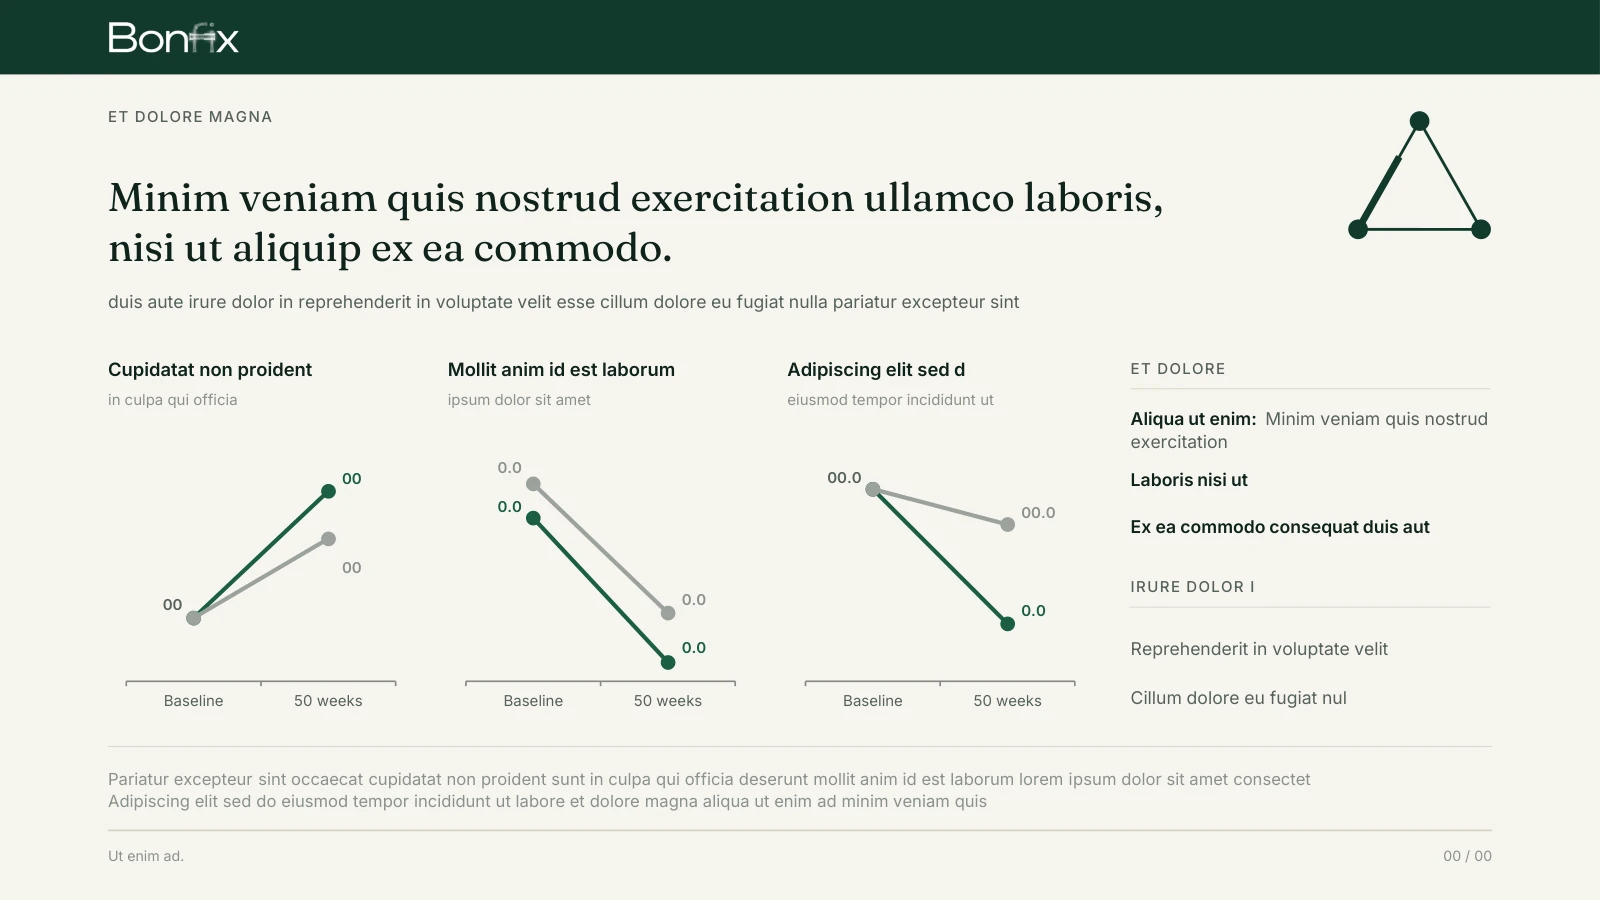 Bonfix
ET DOLORE MAGNA
Minim veniam quis nostrud exercitation ullamco laboris,
nisi ut aliquip ex ea commodo.
duis aute irure dolor in reprehenderit in voluptate velit esse cillum dolore eu fugiat nulla pariatur excepteur sint
Cupidatat non proident
in culpa qui officia
00
00
00
Baseline
50 weeks
Mollit anim id est laborum
ipsum dolor sit amet
0.0
0.0
0.0
0.0
Baseline
50 weeks
Adipiscing elit sed d
eiusmod tempor incididunt ut
00.0
00.0
0.0
Baseline
50 weeks
ET DOLORE
Aliqua ut enim: Minim veniam quis nostrud
exercitation
Laboris nisi ut
Ex ea commodo consequat duis aut
IRURE DOLOR I
Reprehenderit in voluptate velit
Cillum dolore eu fugiat nul
Pariatur excepteur sint occaecat cupidatat non proident sunt in culpa qui officia deserunt mollit anim id est laborum lorem ipsum dolor sit amet consectet
Adipiscing elit sed do eiusmod tempor incididunt ut labore et dolore magna aliqua ut enim ad minim veniam quis
Ut enim ad.
00 / 00